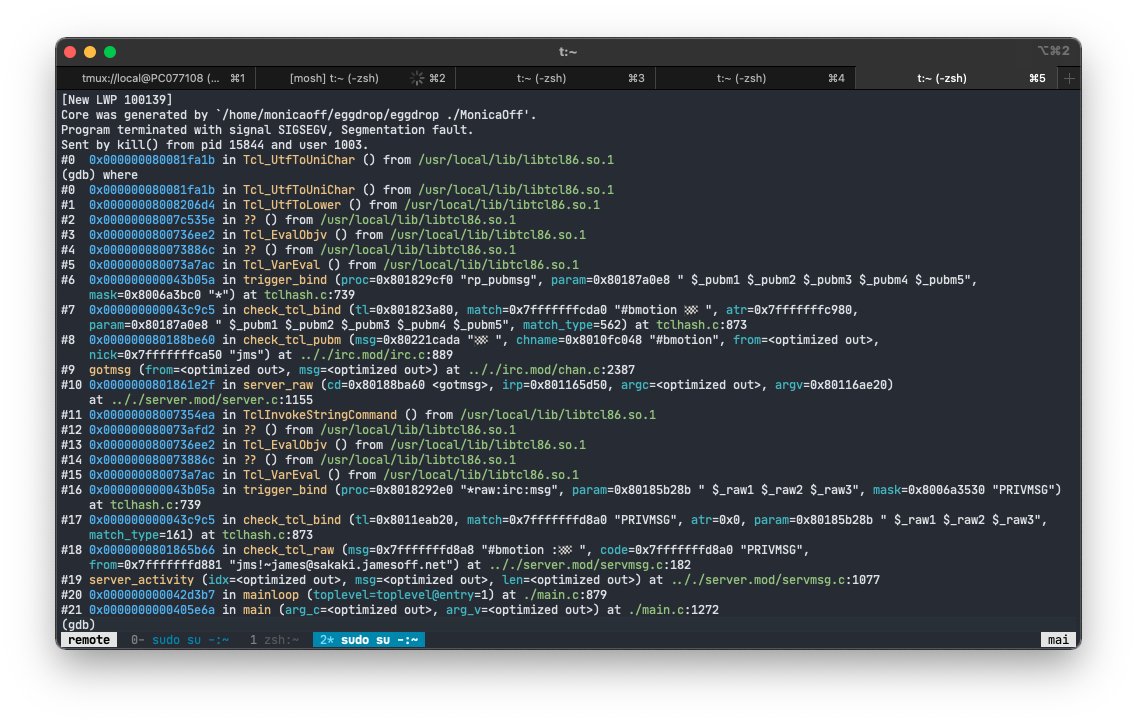 t:~ ⌥⌘2
tmux://local@PC077108 (... ⌘1 [mosh] t:~ (-zsh) ⌘2 t:~ (-zsh) ⌘3 t:~ (-zsh) ⌘4 t:~ (-zsh) ⌘5 +
[New LWP 100139]
Core was generated by `/home/monicaoff/eggdrop/eggdrop ./MonicaOff'.
Program terminated with signal SIGSEGV, Segmentation fault.
Sent by kill() from pid 15844 and user 1003.
#0  0x000000080081fa1b in Tcl_UtfToUniChar () from /usr/local/lib/libtcl86.so.1
(gdb) where
#0  0x000000080081fa1b in Tcl_UtfToUniChar () from /usr/local/lib/libtcl86.so.1
#1  0x00000008008206d4 in Tcl_UtfToLower () from /usr/local/lib/libtcl86.so.1
#2  0x00000008007c535e in ?? () from /usr/local/lib/libtcl86.so.1
#3  0x0000000800736ee2 in Tcl_EvalObjv () from /usr/local/lib/libtcl86.so.1
#4  0x000000080073886c in ?? () from /usr/local/lib/libtcl86.so.1
#5  0x000000080073a7ac in Tcl_VarEval () from /usr/local/lib/libtcl86.so.1
#6  0x000000000043b05a in trigger_bind (proc=0x801829cf0 "rp_pubmsg", param=0x80187a0e8 " $_pubm1 $_pubm2 $_pubm3 $_pubm4 $_pubm5",
    mask=0x8006a3bc0 "*") at tclhash.c:739
#7  0x000000000043c9c5 in check_tcl_bind (tl=0x801823a80, match=0x7fffffffcda0 "#bmotion 🏁 ", atr=0x7fffffffc980,
    param=0x80187a0e8 " $_pubm1 $_pubm2 $_pubm3 $_pubm4 $_pubm5", match_type=562) at tclhash.c:873
#8  0x000000080188be60 in check_tcl_pubm (msg=0x80221cada "🏁 ", chname=0x8010fc048 "#bmotion", from=<optimized out>,
    nick=0x7fffffffca50 "jms") at .././irc.mod/irc.c:889
#9  gotmsg (from=<optimized out>, msg=<optimized out>) at .././irc.mod/chan.c:2387
#10 0x0000000801861e2f in server_raw (cd=0x80188ba60 <gotmsg>, irp=0x801165d50, argc=<optimized out>, argv=0x80116ae20)
    at .././server.mod/server.c:1155
#11 0x00000008007354ea in TclInvokeStringCommand () from /usr/local/lib/libtcl86.so.1
#12 0x000000080073afd2 in ?? () from /usr/local/lib/libtcl86.so.1
#13 0x0000000800736ee2 in Tcl_EvalObjv () from /usr/local/lib/libtcl86.so.1
#14 0x000000080073886c in ?? () from /usr/local/lib/libtcl86.so.1
#15 0x000000080073a7ac in Tcl_VarEval () from /usr/local/lib/libtcl86.so.1
#16 0x000000000043b05a in trigger_bind (proc=0x8018292e0 "*raw:irc:msg", param=0x80185b28b " $_raw1 $_raw2 $_raw3", mask=0x8006a3530 "PRIVMSG")
    at tclhash.c:739
#17 0x000000000043c9c5 in check_tcl_bind (tl=0x8011eab20, match=0x7fffffffd8a0 "PRIVMSG", atr=0x0, param=0x80185b28b " $_raw1 $_raw2 $_raw3",
    match_type=161) at tclhash.c:873
#18 0x0000000801865b66 in check_tcl_raw (msg=0x7fffffffd8a8 "#bmotion :🏁 ", code=0x7fffffffd8a0 "PRIVMSG",
    from=0x7fffffffd881 "jms!~james@sakaki.jamesoff.net") at .././server.mod/servmsg.c:182
#19 server_activity (idx=<optimized out>, msg=<optimized out>, len=<optimized out>) at .././server.mod/servmsg.c:1077
#20 0x000000000042d3b7 in mainloop (toplevel=toplevel@entry=1) at ./main.c:879
#21 0x0000000000405e6a in main (arg_c=<optimized out>, arg_v=<optimized out>) at ./main.c:1272
(gdb)
remote 0- sudo su -:~ 1 zsh:~ 2* sudo su -:~ mai